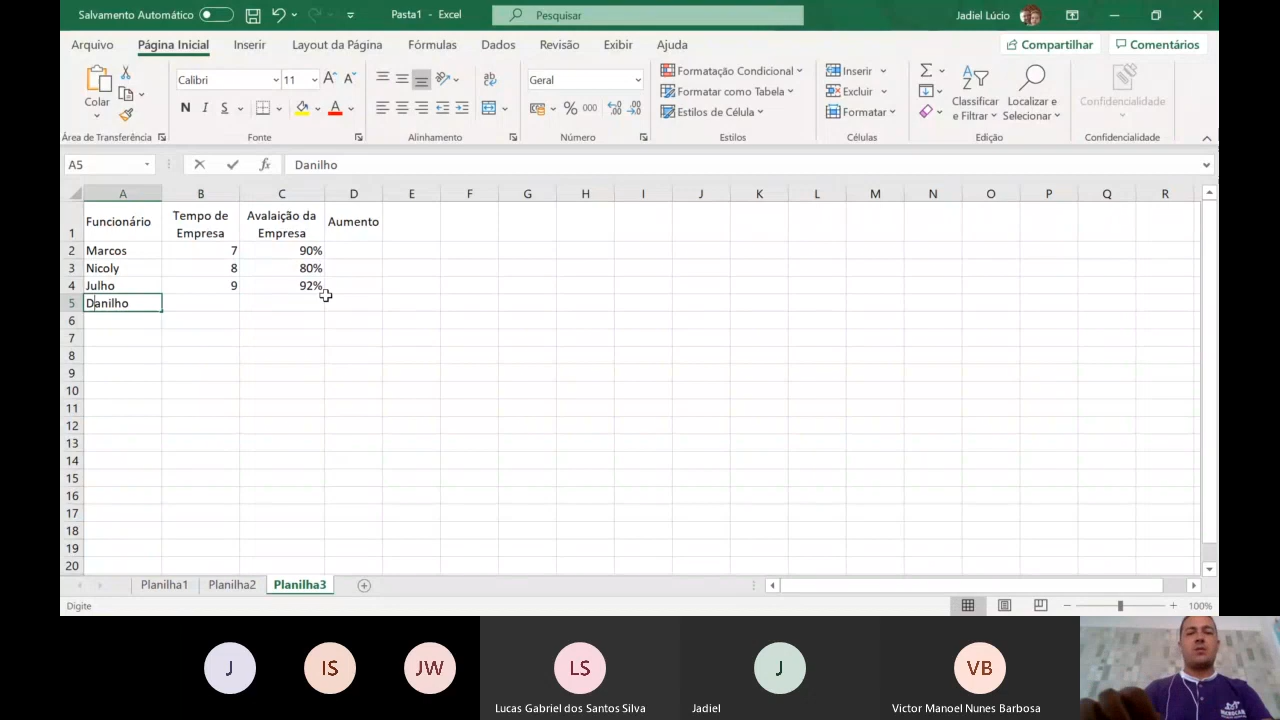 Salvamento Automático
Pasta1 - Excel
Pesquisar
Jadiel Lúcio
Arquivo
Página Inicial
Inserir
Layout da Página
Fórmulas
Dados
Revisão
Exibir
Ajuda
Compartilhar
Comentários
Colar
Calibri
11
N I S
Geral
% 000
Formatação Condicional
Formatar como Tabela
Estilos de Célula
Inserir
Excluir
Formatar
Classificar
e Filtrar
Localizar e
Selecionar
Confidencialidade
Área de Transferência
Fonte
Alinhamento
Número
Estilos
Células
Edição
Confidencialidade
A5
fx
Danilho
A B C D E F G H I J K L M N O P Q R
1 Funcionário Tempo de Empresa Avalaição da Empresa Aumento
2 Marcos 7 90%
3 Nicoly 8 80%
4 Julho 9 92%
5 Danilho
6
7
8
9
10
11
12
13
14
15
16
17
18
19
20
Planilha1 Planilha2 Planilha3
Digite
100%
J
IS
JW
LS
J
VB
Lucas Gabriel dos Santos Silva
Jadiel
Victor Manoel Nunes Barbosa